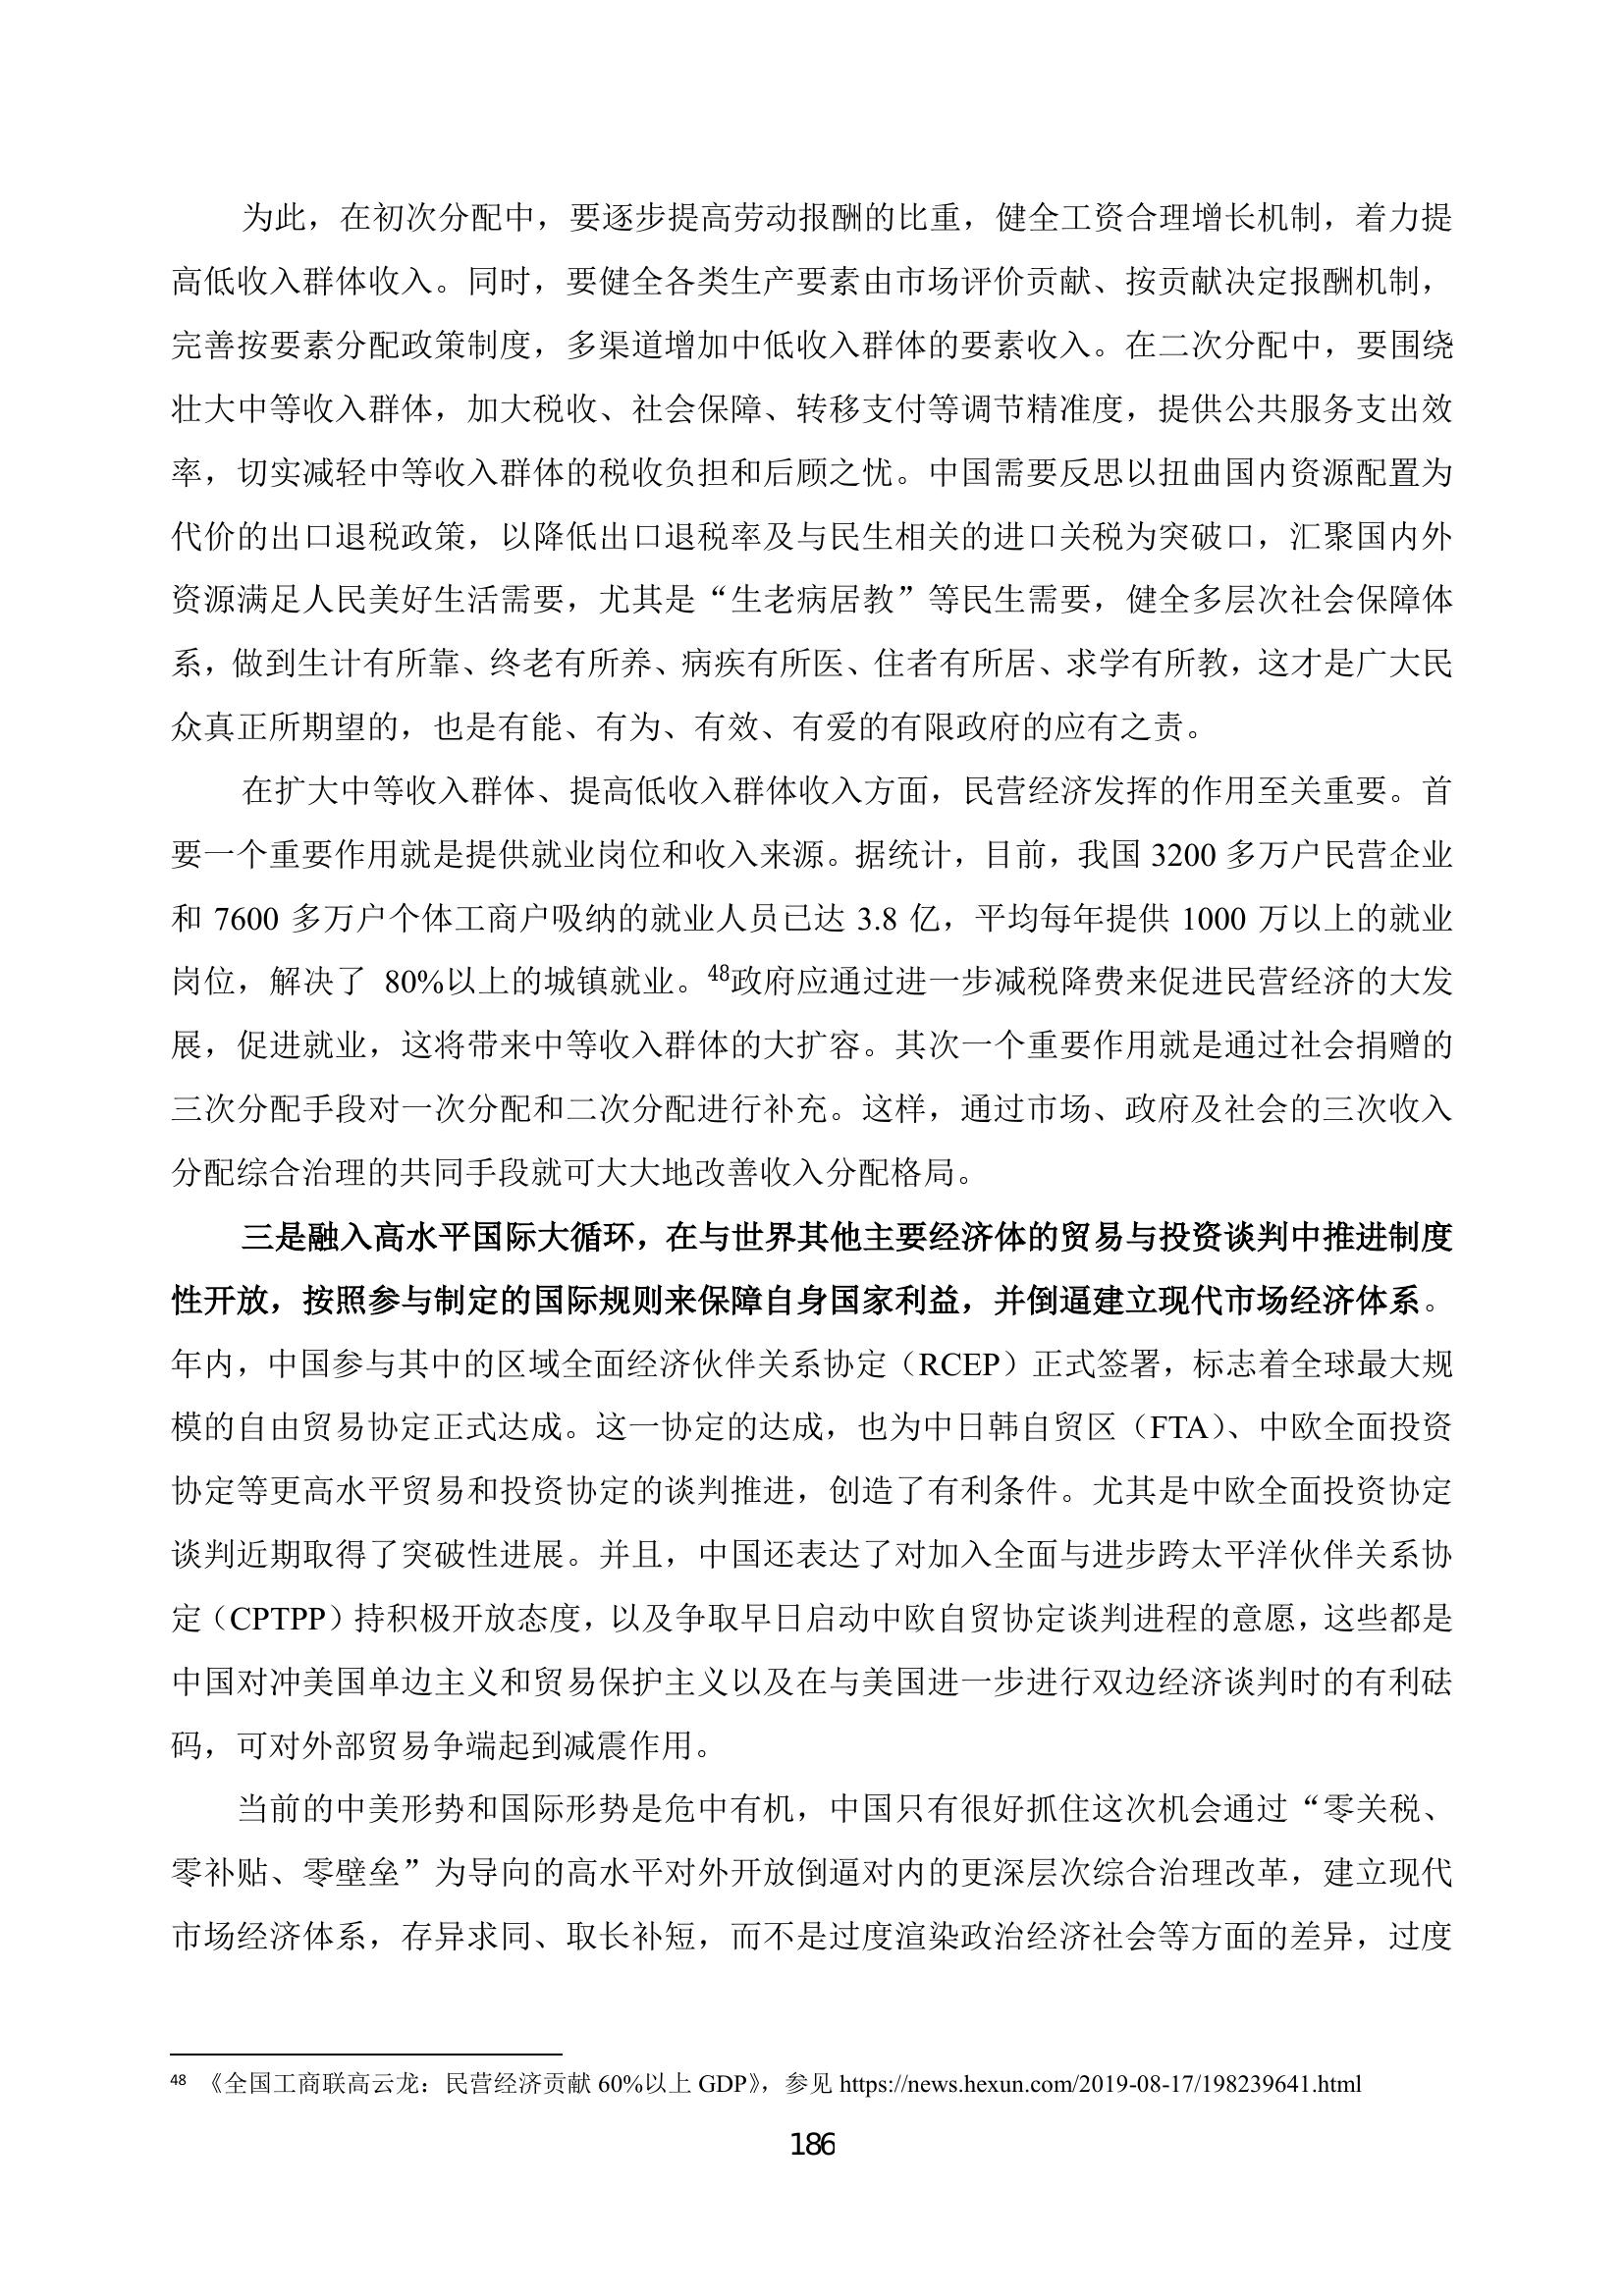 为此，在初次分配中，要逐步提高劳动报酬的比重，健全工资合理增长机制，着力提
高低收入群体收入。同时，要健全各类生产要素由市场评价贡献、按贡献决定报酬机制，
完善按要素分配政策制度，多渠道增加中低收入群体的要素收入。在二次分配中，要围绕
壮大中等收入群体，加大税收、社会保障、转移支付等调节精准度，提供公共服务支出效
率，切实减轻中等收入群体的税收负担和后顾之忧。中国需要反思以扭曲国内资源配置为
代价的出口退税政策，以降低出口退税率及与民生相关的进口关税为突破口，汇聚国内外
资源满足人民美好生活需要，尤其是“生老病居教”等民生需要，健全多层次社会保障体
系，做到生计有所靠、终老有所养、病疾有所医、住者有所居、求学有所教，这才是广大民
众真正所期望的，也是有能、有为、有效、有爱的有限政府的应有之责。
在扩大中等收入群体、提高低收入群体收入方面，民营经济发挥的作用至关重要。首
要一个重要作用就是提供就业岗位和收入来源。据统计，目前，我国 3200 多万户民营企业
和 7600 多万户个体工商户吸纳的就业人员已达 3.8 亿，平均每年提供 1000 万以上的就业
岗位，解决了 80%以上的城镇就业。48政府应通过进一步减税降费来促进民营经济的大发
展，促进就业，这将带来中等收入群体的大扩容。其次一个重要作用就是通过社会捐赠的
三次分配手段对一次分配和二次分配进行补充。这样，通过市场、政府及社会的三次收入
分配综合治理的共同手段就可大大地改善收入分配格局。
三是融入高水平国际大循环，在与世界其他主要经济体的贸易与投资谈判中推进制度
性开放，按照参与制定的国际规则来保障自身国家利益，并倒逼建立现代市场经济体系。
年内，中国参与其中的区域全面经济伙伴关系协定（RCEP）正式签署，标志着全球最大规
模的自由贸易协定正式达成。这一协定的达成，也为中日韩自贸区（FTA）、中欧全面投资
协定等更高水平贸易和投资协定的谈判推进，创造了有利条件。尤其是中欧全面投资协定
谈判近期取得了突破性进展。并且，中国还表达了对加入全面与进步跨太平洋伙伴关系协
定（CPTPP）持积极开放态度，以及争取早日启动中欧自贸协定谈判进程的意愿，这些都是
中国对冲美国单边主义和贸易保护主义以及在与美国进一步进行双边经济谈判时的有利砝
码，可对外部贸易争端起到减震作用。
当前的中美形势和国际形势是危中有机，中国只有很好抓住这次机会通过“零关税、
零补贴、零壁垒”为导向的高水平对外开放倒逼对内的更深层次综合治理改革，建立现代
市场经济体系，存异求同、取长补短，而不是过度渲染政治经济社会等方面的差异，过度
48 《全国工商联高云龙：民营经济贡献 60%以上 GDP》，参见 https://news.hexun.com/2019-08-17/198239641.html
186